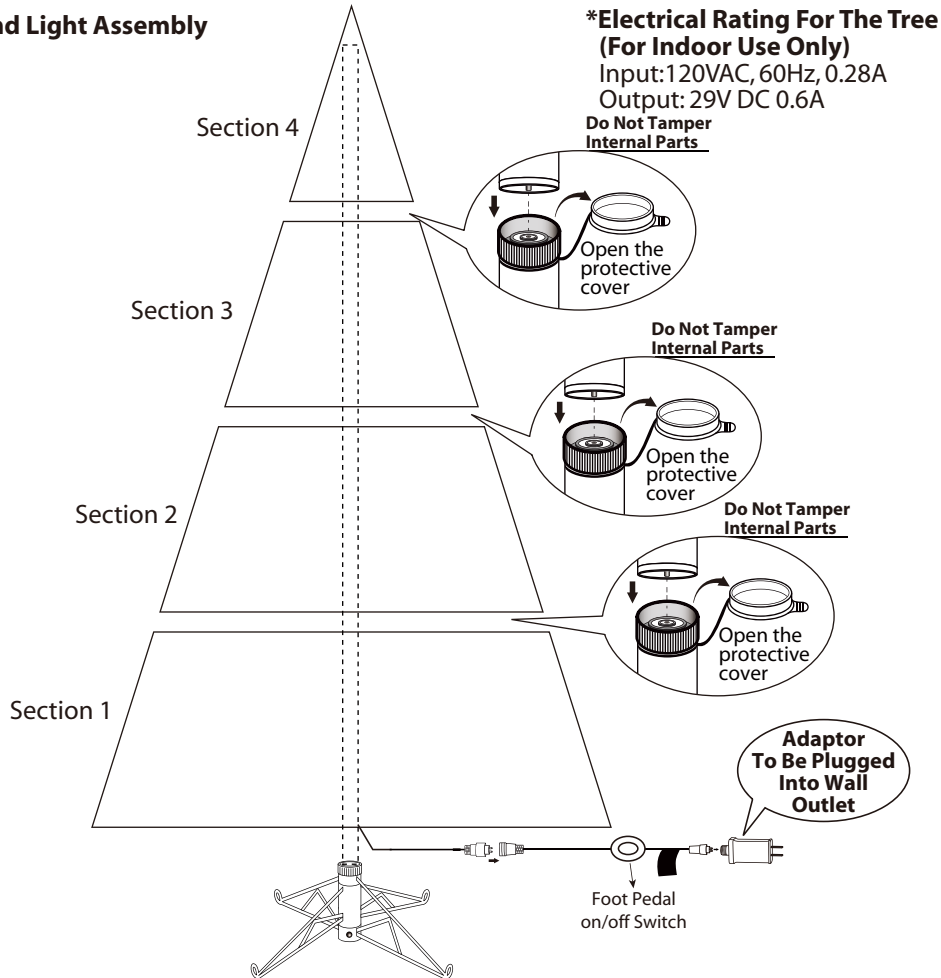 nd Light Assembly
*Electrical Rating For The Tree
(For Indoor Use Only)
Input:120VAC, 60Hz, 0.28A
Output: 29V DC 0.6A
Do Not Tamper
Internal Parts
Section 4
Open the
protective
cover
Section 3
Do Not Tamper
Internal Parts
Open the
protective
cover
Section 2
Do Not Tamper
Internal Parts
Open the
protective
cover
Section 1
Adaptor
To Be Plugged
Into Wall
Outlet
Foot Pedal
on/off Switch